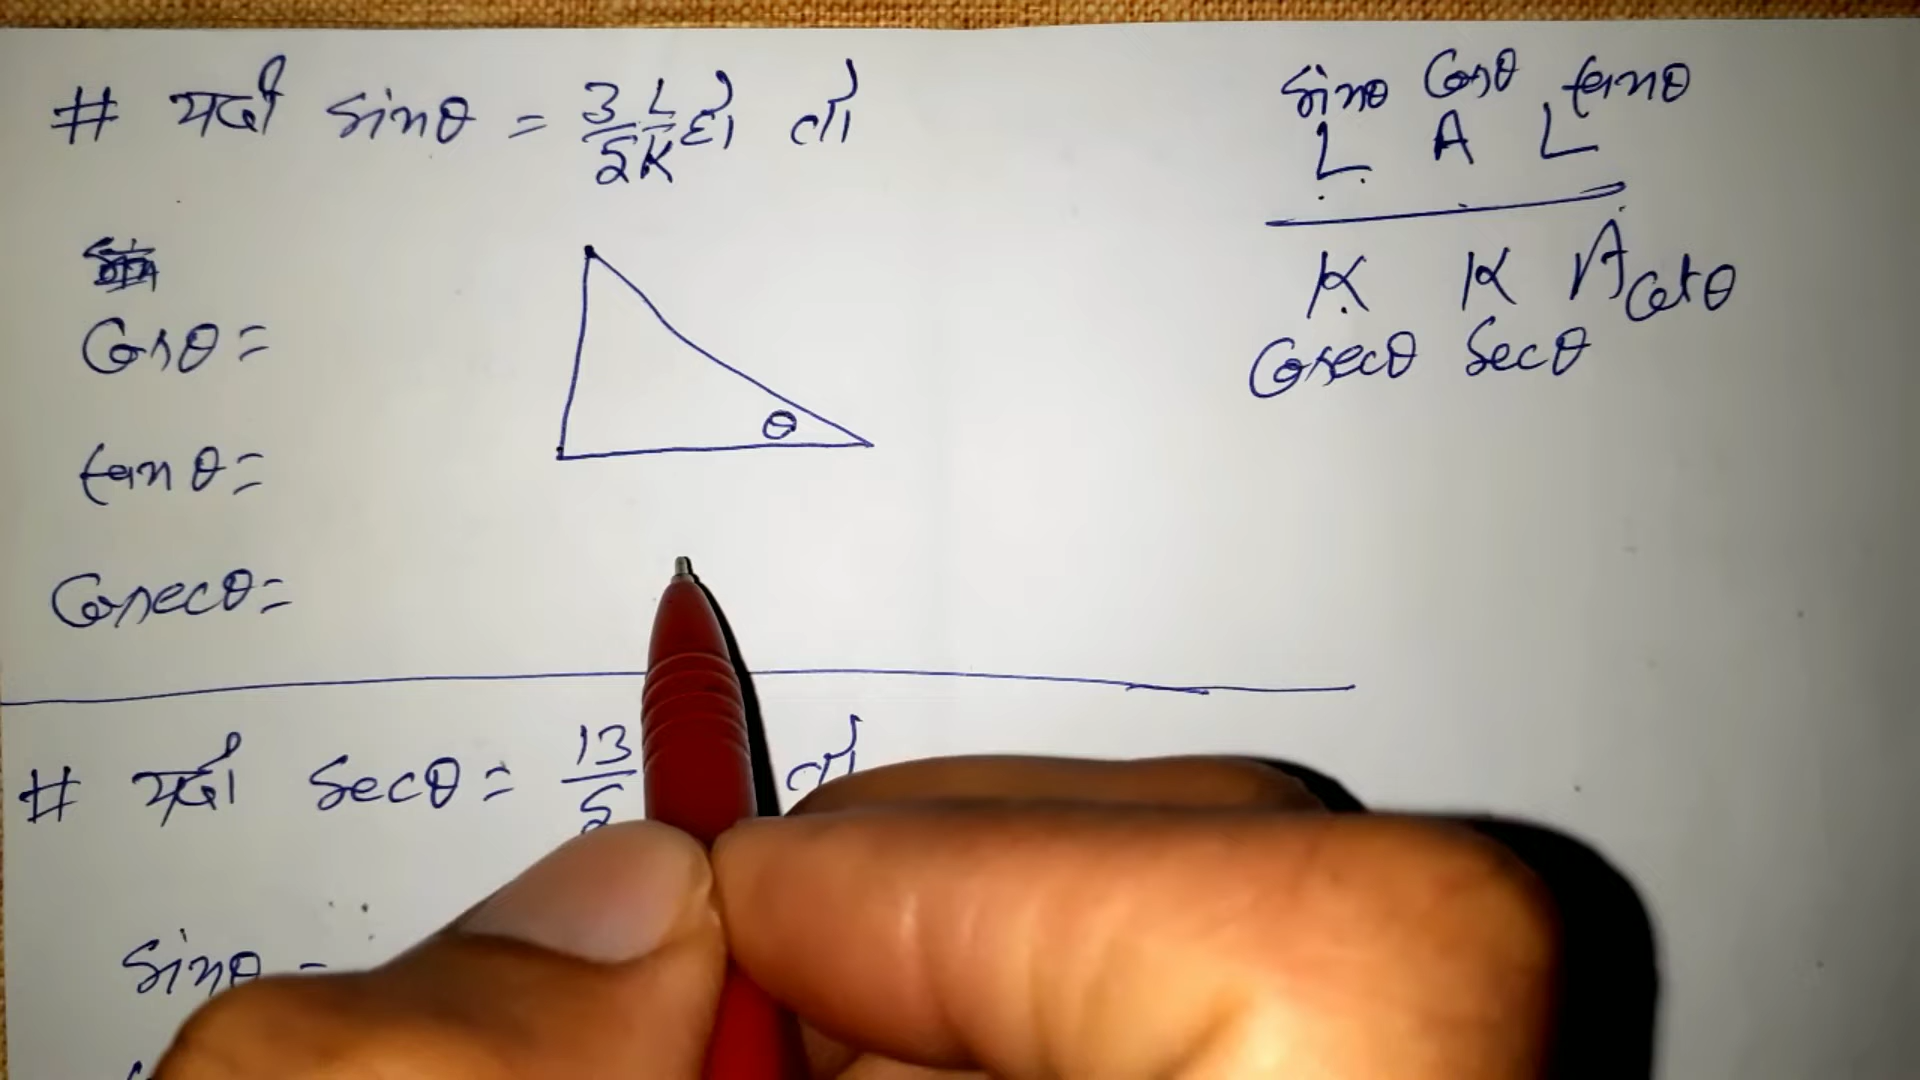 # यदी sinθ = 3/5 L/K हो तो
Cosθ =
tanθ =
Cosecθ =
sinθ Cosθ tanθ
L A L
K K A
Cosecθ Secθ Cotθ
# यदी Secθ = 13/5 तो
Sinθ =